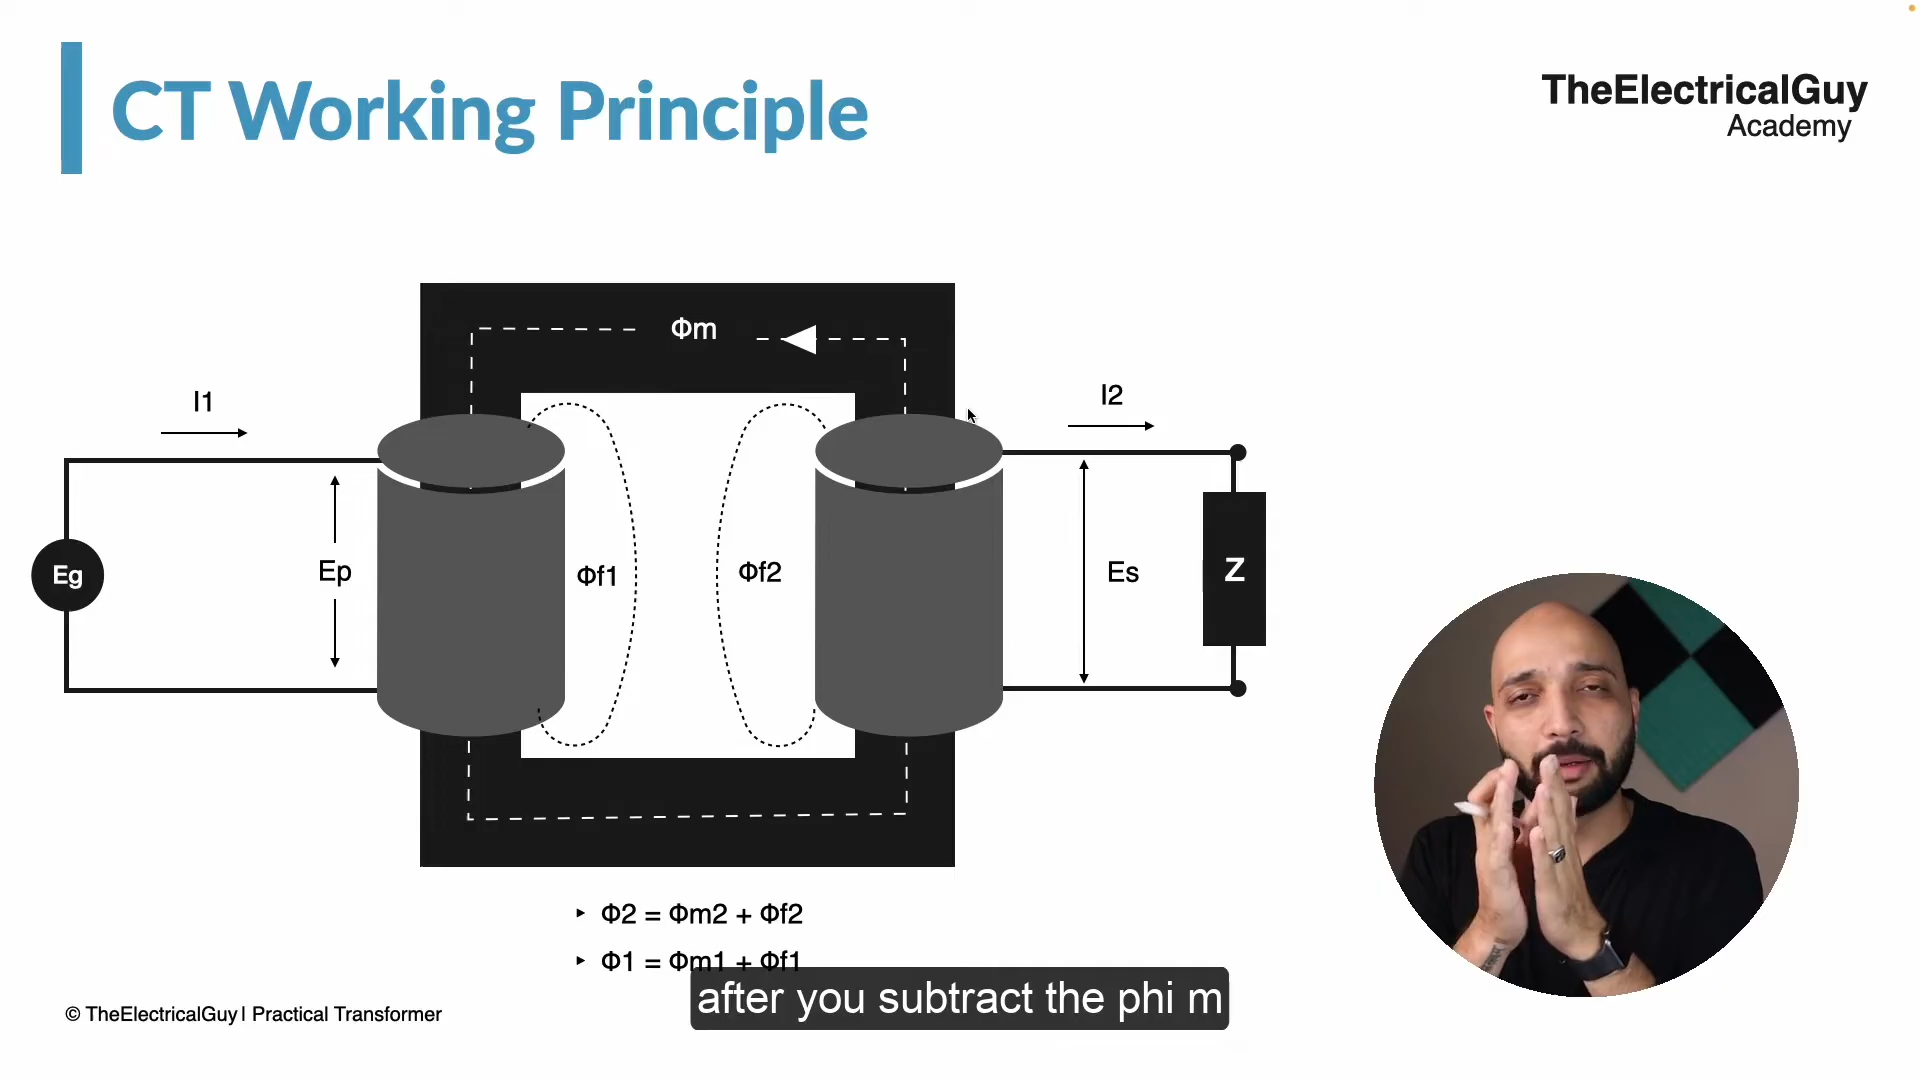 CT Working Principle
TheElectricalGuy
Academy
Φm
I1
I2
Eg
Ep
Φf1
Φf2
Es
Z
‣ Φ2 = Φm2 + Φf2
‣ Φ1 = Φm1 + Φf1
after you subtract the phi m
© TheElectricalGuy | Practical Transformer